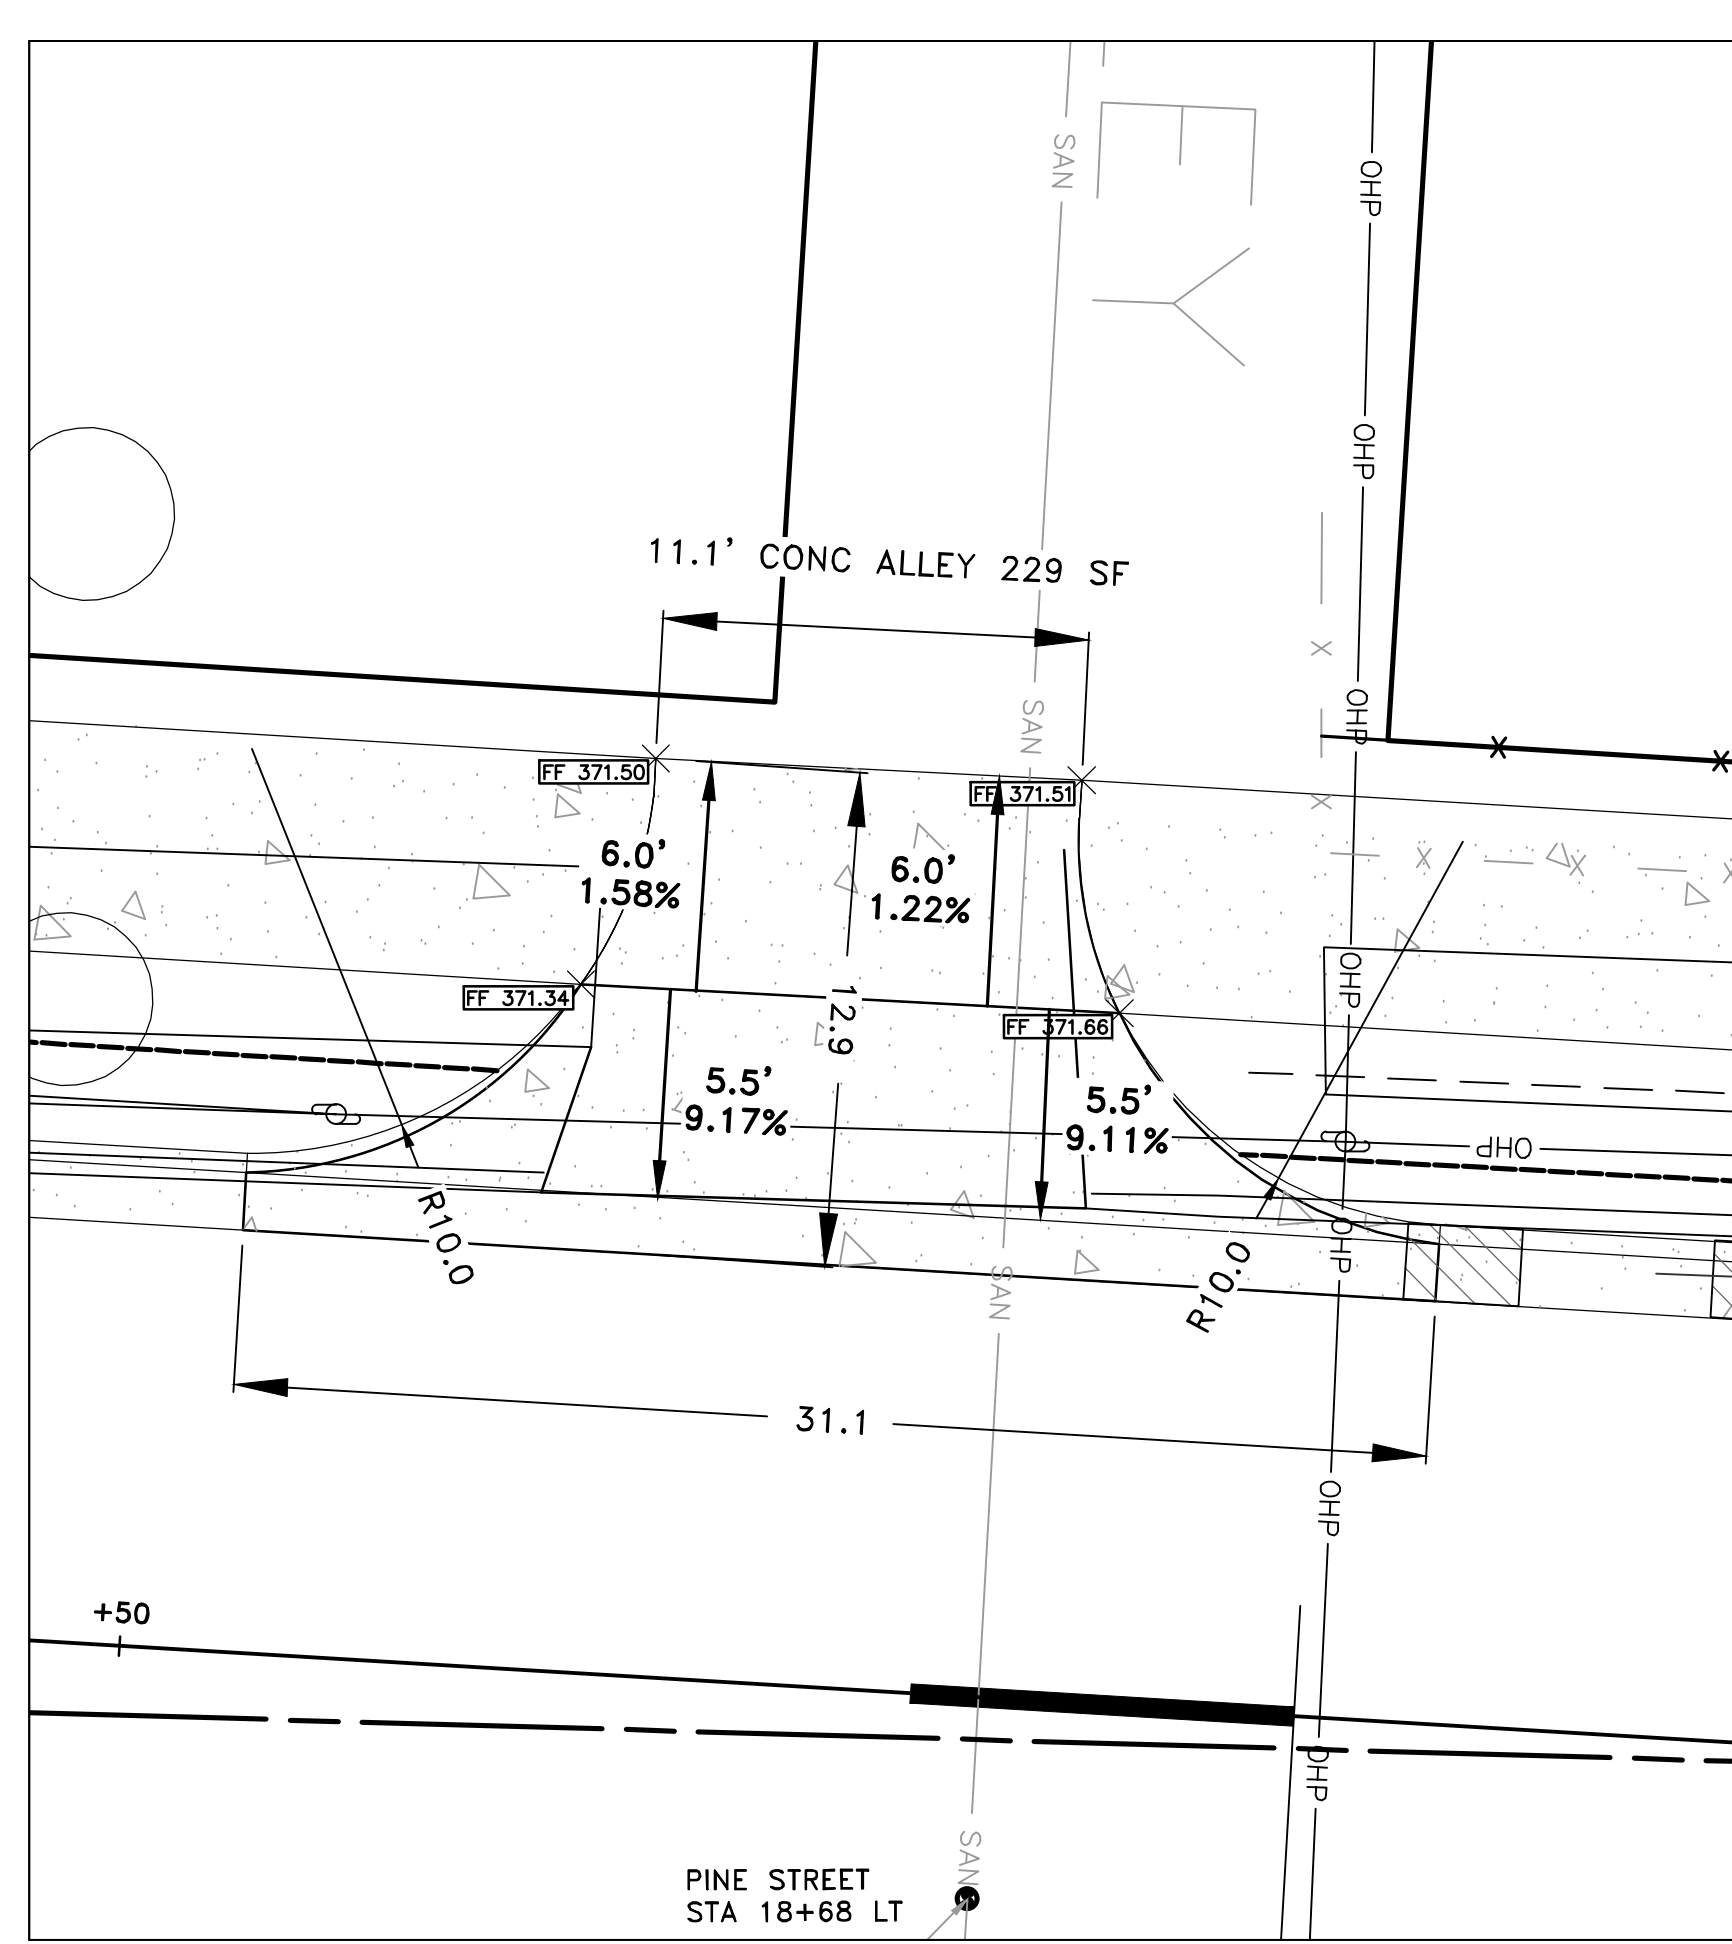 SAN
E
Y
OHP
OHP
11.1' CONC ALLEY 229 SF
X
SAN
OHP
FF 371.50
FF 371.51
X
6.0'
1.58%
6.0'
1.22%
X
X
X
FF 371.34
12.9
FF 371.66
OHP
5.5'
9.17%
5.5'
9.11%
OHP
R10.0
R10.0
OHP
SAN
31.1
OHP
+50
OHP
SAN
PINE STREET
STA 18+68 LT